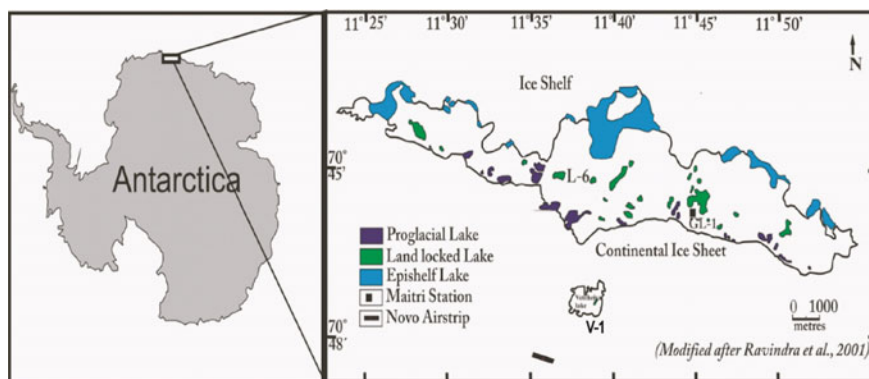 Antarctica
11° 25' 11° 30' 11° 35' 11° 40' 11° 45' 11° 50'
N
Ice Shelf
70°
45'
L-6
GL-1
Continental Ice Sheet
Proglacial Lake
Land locked Lake
Epishelf Lake
Maitri Station
Novo Airstrip
V-1
0 1000
metres
70°
48'
(Modified after Ravindra et al., 2001)